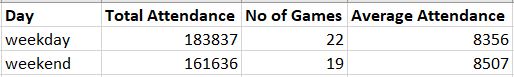 Day Total Attendance No of Games Average Attendance
weekday 183837 22 8356
weekend 161636 19 8507